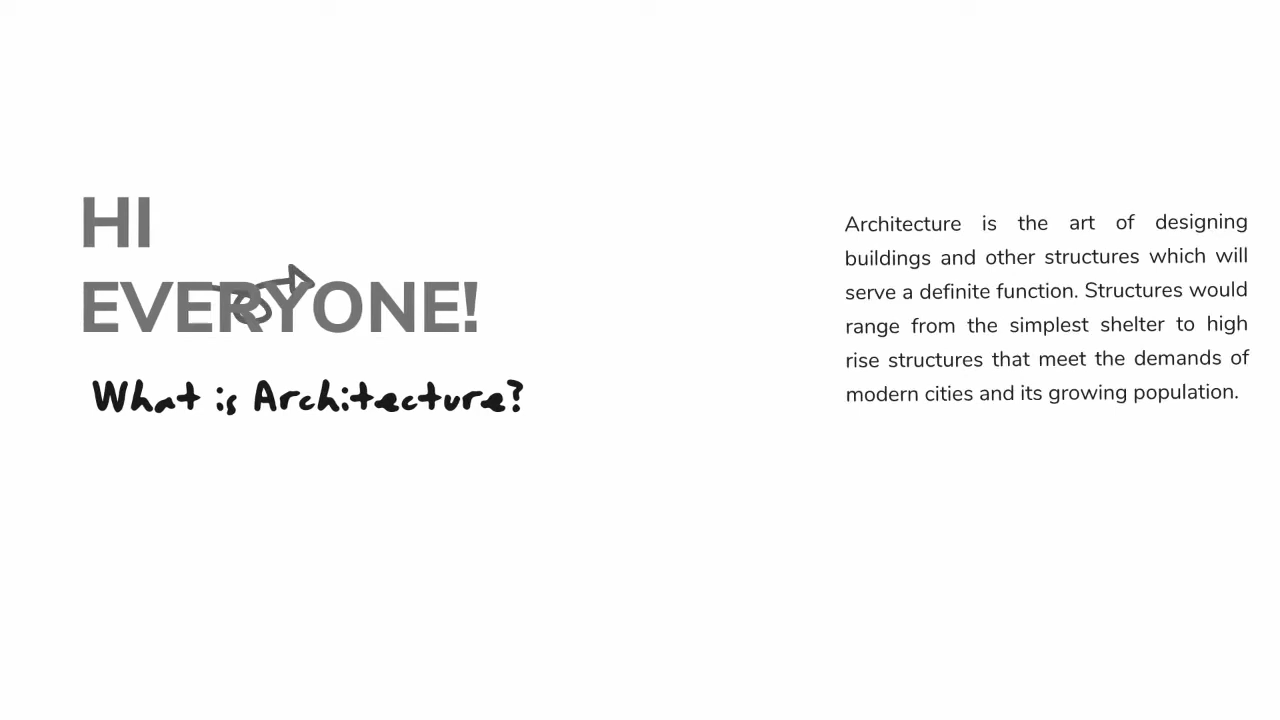 HI
EVERYONE!
What is Architecture?
Architecture is the art of designing
buildings and other structures which will
serve a definite function. Structures would
range from the simplest shelter to high
rise structures that meet the demands of
modern cities and its growing population.